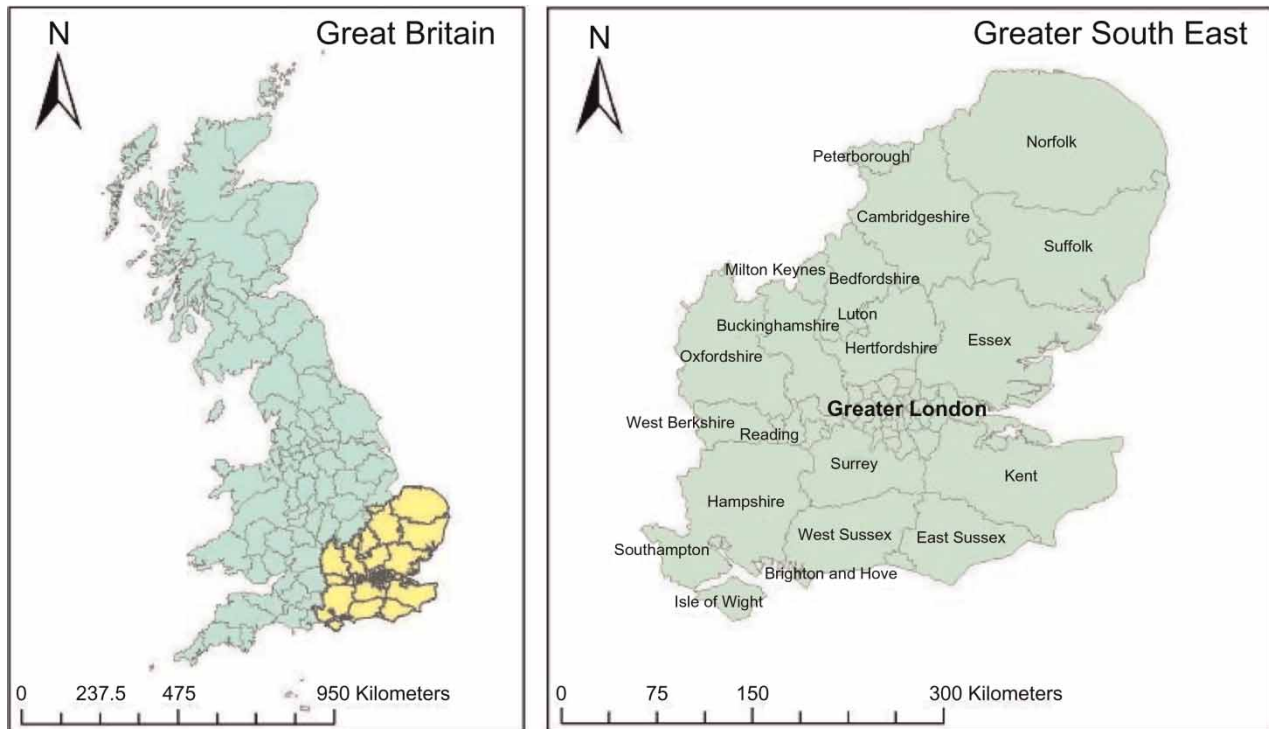 N
Great Britain
0 237.5 475 950 Kilometers
N
Greater South East
Norfolk
Peterborough
Cambridgeshire
Suffolk
Milton Keynes
Bedfordshire
Luton
Buckinghamshire
Hertfordshire
Essex
Oxfordshire
Greater London
West Berkshire
Reading
Surrey
Kent
Hampshire
West Sussex
East Sussex
Southampton
Brighton and Hove
Isle of Wight
0 75 150 300 Kilometers